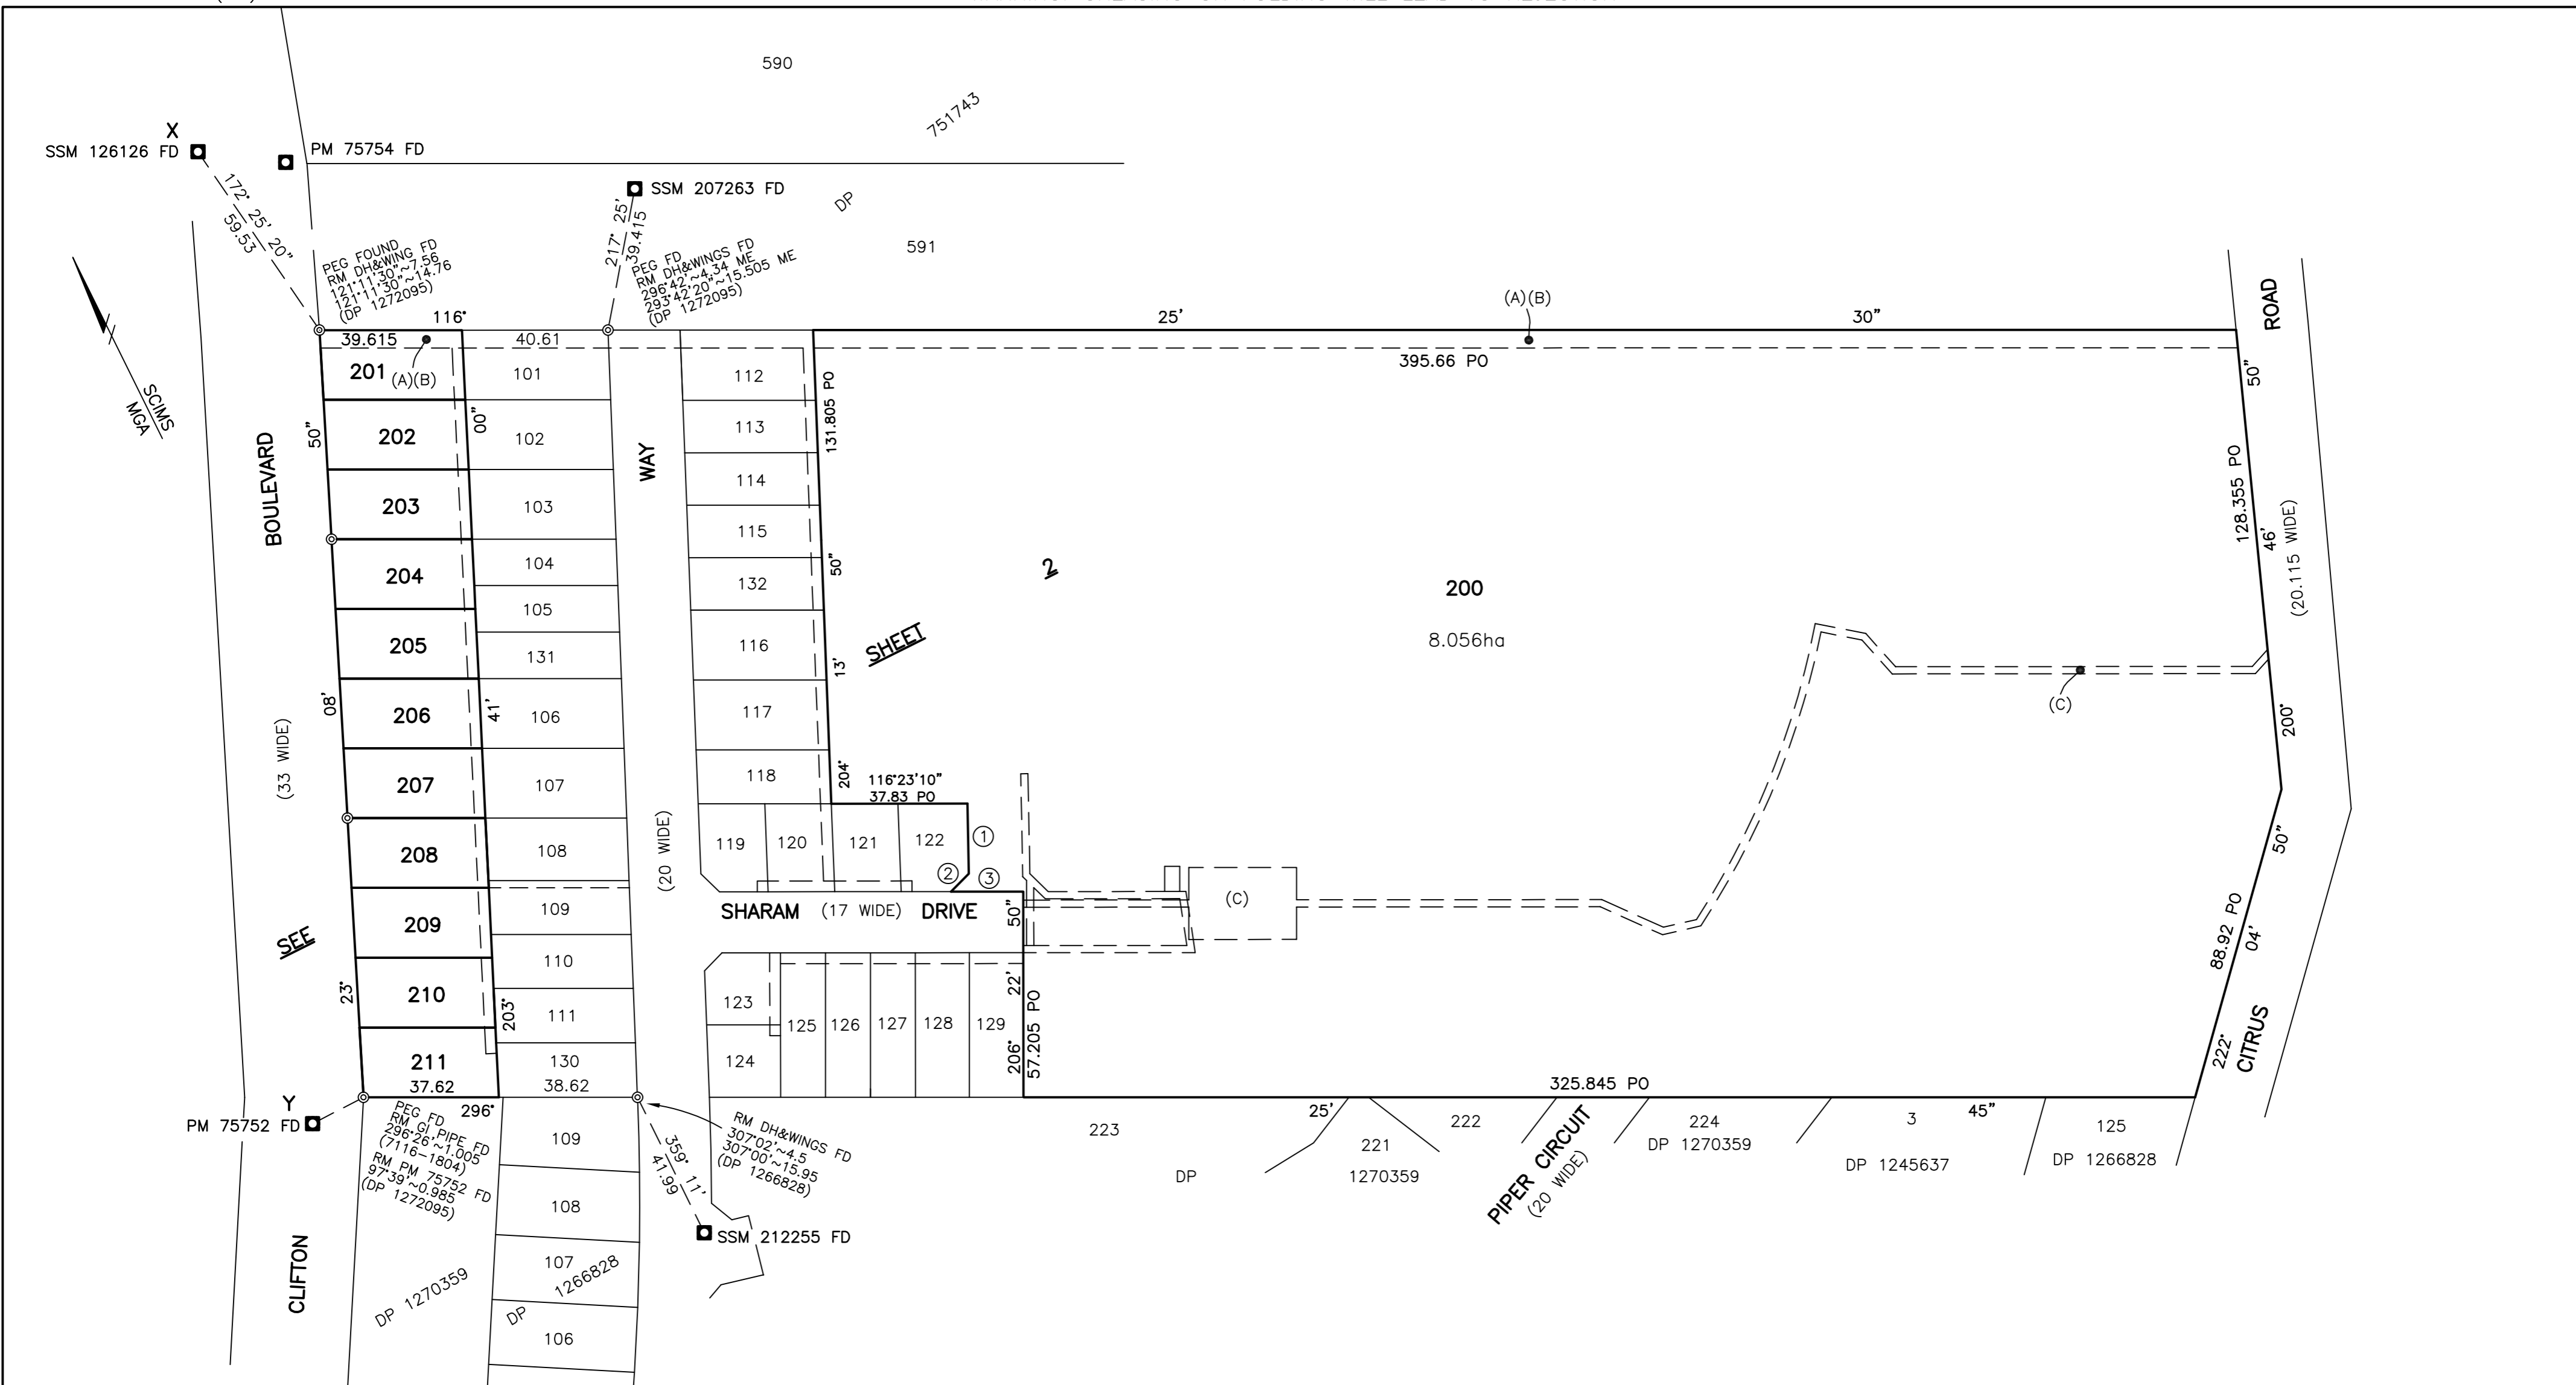 590
751743
X
SSM 126126 FD
PM 75754 FD
SSM 207263 FD
DP
591
172° 25' 20"
59.53
217° 25'
39.415
PEG FOUND
RM DH&WING FD
121°11'30"~7.56
121°11'30"~14.76
(DP 1272095)
PEG FD
RM DH&WINGS FD
296°42'~4.34 ME
293°42'20"~15.505 ME
(DP 1272095)
SCIMS
MGA
116°
25'
30"
(A)(B)
39.615
40.61
395.66 PO
ROAD
201
(A)(B)
101
112
131.805 PO
50"
50"
00"
202
102
113
BOULEVARD
WAY
203
103
114
128.355 PO
115
50"
46'
(20.115 WIDE)
204
104
132
2
200
8.056ha
105
205
131
116
13'
SHEET
08'
206
41'
106
117
(C)
200°
(33 WIDE)
207
107
118
204°
116°23'10"
37.83 PO
(20 WIDE)
208
108
119
120
121
122
1
2
3
50"
SHARAM (17 WIDE) DRIVE
50"
(C)
SEE
209
109
88.92 PO
04'
23°
210
203°
110
22'
111
123
125
126
127
128
129
57.205 PO
206°
222°
CITRUS
211
130
124
37.62
38.62
325.845 PO
Y
PM 75752 FD
296°
25'
45"
PEG FD
RM GI PIPE FD
296°26'~1.005
(7116-1804)
RM PM 75752 FD
97°39'~0.985
(DP 1272095)
RM DH&WINGS FD
307°02'~4.5
307°00'~15.95
(DP 1266828)
359° 11'
41.99
SSM 212255 FD
109
108
107
106
DP 1266828
DP 1270359
CLIFTON
223
DP
221
1270359
222
PIPER CIRCUIT
(20 WIDE)
224
DP 1270359
3
DP 1245637
125
DP 1266828